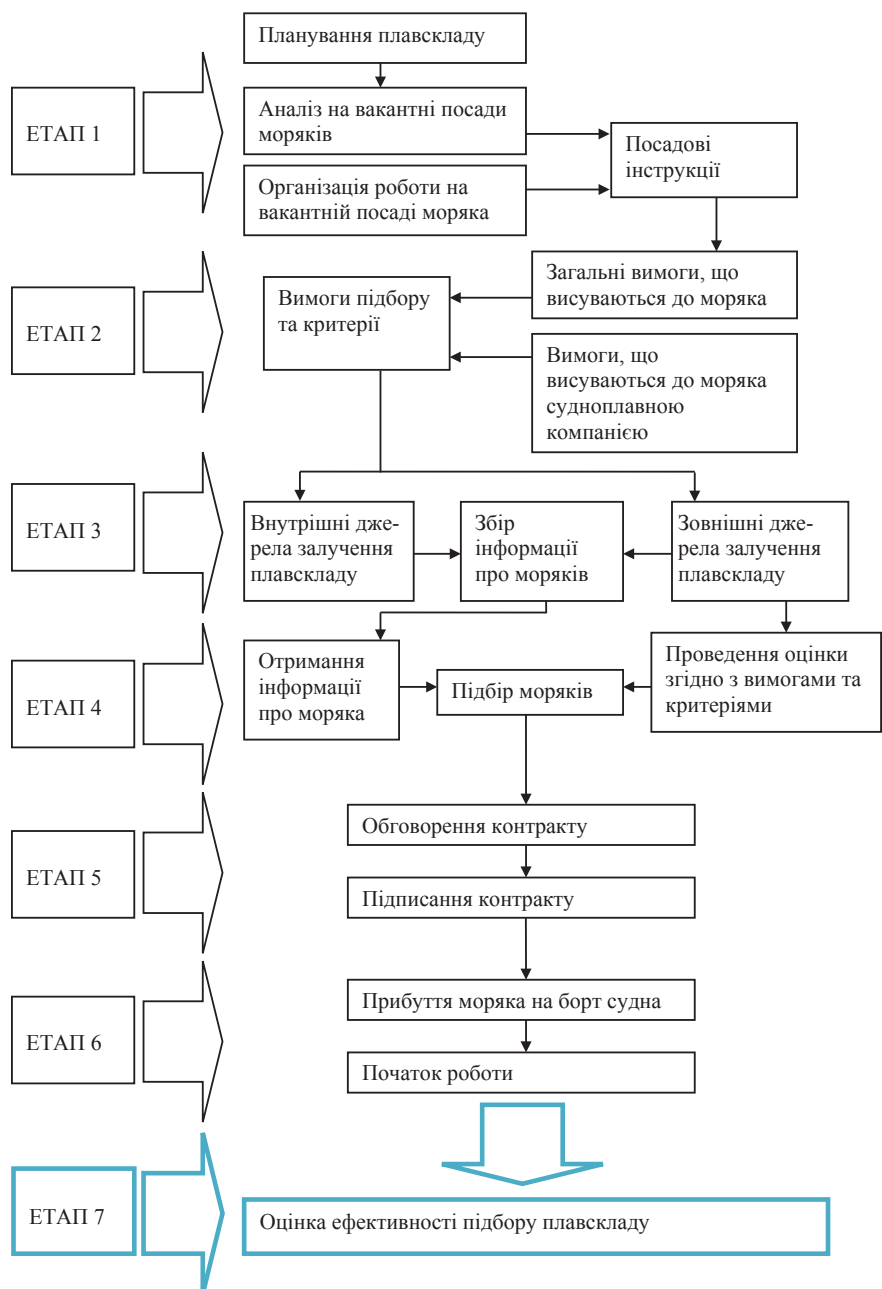 ЕТАП 1
Планування плавскладу
Аналіз на вакантні посади
моряків
Організація роботи на
вакантній посаді моряка
Посадові
інструкції
ЕТАП 2
Вимоги підбору
та критерії
Загальні вимоги, що
висуваються до моряка
Вимоги, що
висуваються до моряка
судноплавною
компанією
ЕТАП 3
Внутрішні дже-
рела залучення
плавскладу
Збір
інформації
про моряків
Зовнішні дже-
рела залучення
плавскладу
ЕТАП 4
Отримання
інформації
про моряка
Підбір моряків
Проведення оцінки
згідно з вимогами та
критеріями
ЕТАП 5
Обговорення контракту
Підписання контракту
ЕТАП 6
Прибуття моряка на борт судна
Початок роботи
ЕТАП 7
Оцінка ефективності підбору плавскладу